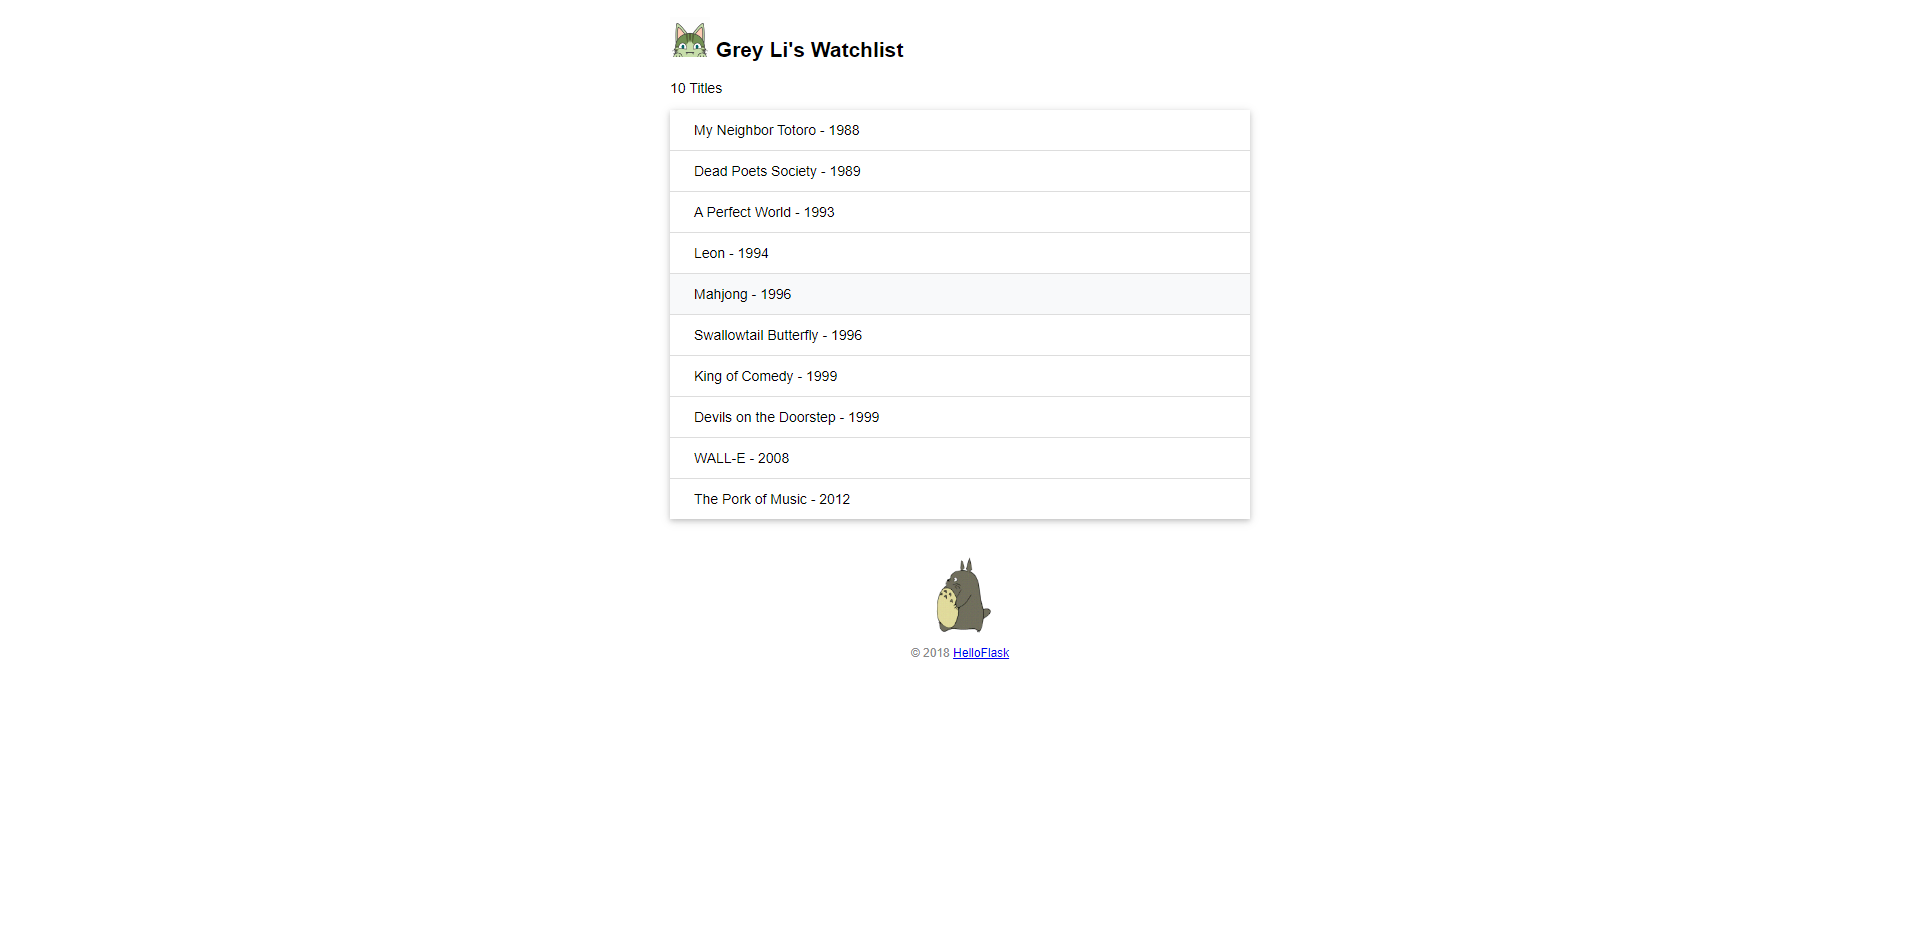 Grey Li's Watchlist
10 Titles
My Neighbor Totoro - 1988
Dead Poets Society - 1989
A Perfect World - 1993
Leon - 1994
Mahjong - 1996
Swallowtail Butterfly - 1996
King of Comedy - 1999
Devils on the Doorstep - 1999
WALL-E - 2008
The Pork of Music - 2012
© 2018 HelloFlask